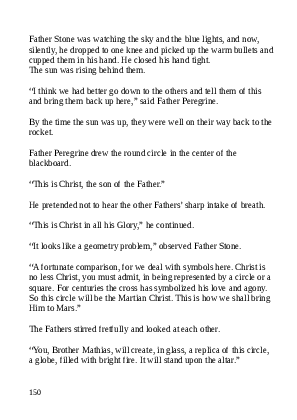 Father Stone was watching the sky and the blue lights, and now,
silently, he dropped to one knee and picked up the warm bullets and
cupped them in his hand. He closed his hand tight.
The sun was rising behind them.
“I think we had better go down to the others and tell them of this
and bring them back up here,” said Father Peregrine.
By the time the sun was up, they were well on their way back to the
rocket.
Father Peregrine drew the round circle in the center of the
blackboard.
“This is Christ, the son of the Father.”
He pretended not to hear the other Fathers’ sharp intake of breath.
“This is Christ in all his Glory,” he continued.
“It looks like a geometry problem,” observed Father Stone.
“A fortunate comparison, for we deal with symbols here. Christ is
no less Christ, you must admit, in being represented by a circle or a
square. For centuries the cross has symbolized his love and agony.
So this circle will be the Martian Christ. This is how we shall bring
Him to Mars.”
The Fathers stirred fretfully and looked at each other.
“You, Brother Mathias, will create, in glass, a replica of this circle,
a globe, filled with bright fire. It will stand upon the altar.”
150